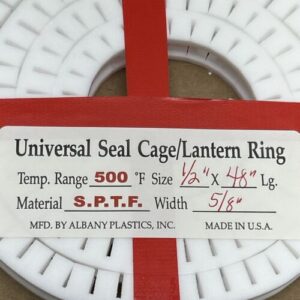 Universal Seal Cage/Lantern Ring
Temp. Range 500 °F Size 1/2" X 48" Lg.
Material S.P.T.F. Width 5/8"
MFD. BY ALBANY PLASTICS, INC. MADE IN U.S.A.